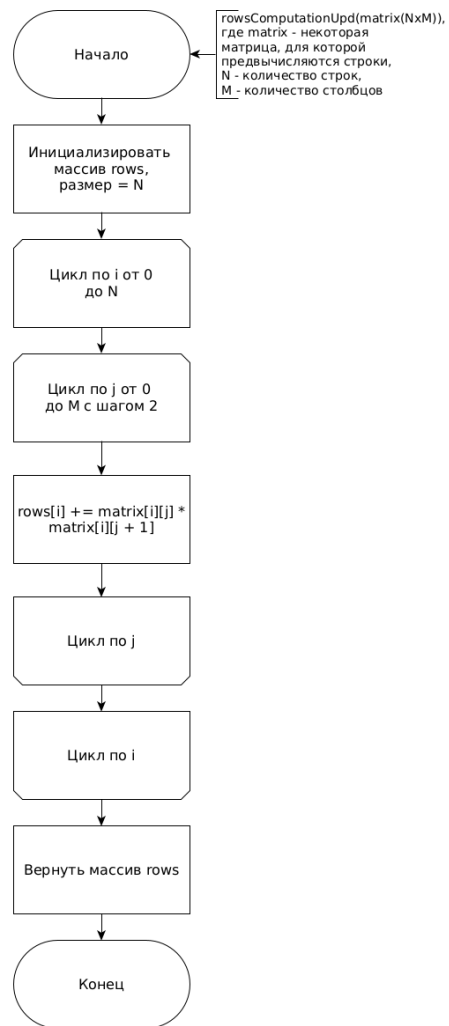 Начало
rowsComputationUpd(matrix(NxM)),
где matrix - некоторая
матрица, для которой
предвычисляются строки,
N - количество строк,
M - количество столбцов
Инициализировать
массив rows,
размер = N
Цикл по i от 0
до N
Цикл по j от 0
до M с шагом 2
rows[i] += matrix[i][j] *
matrix[i][j + 1]
Цикл по j
Цикл по i
Вернуть массив rows
Конец